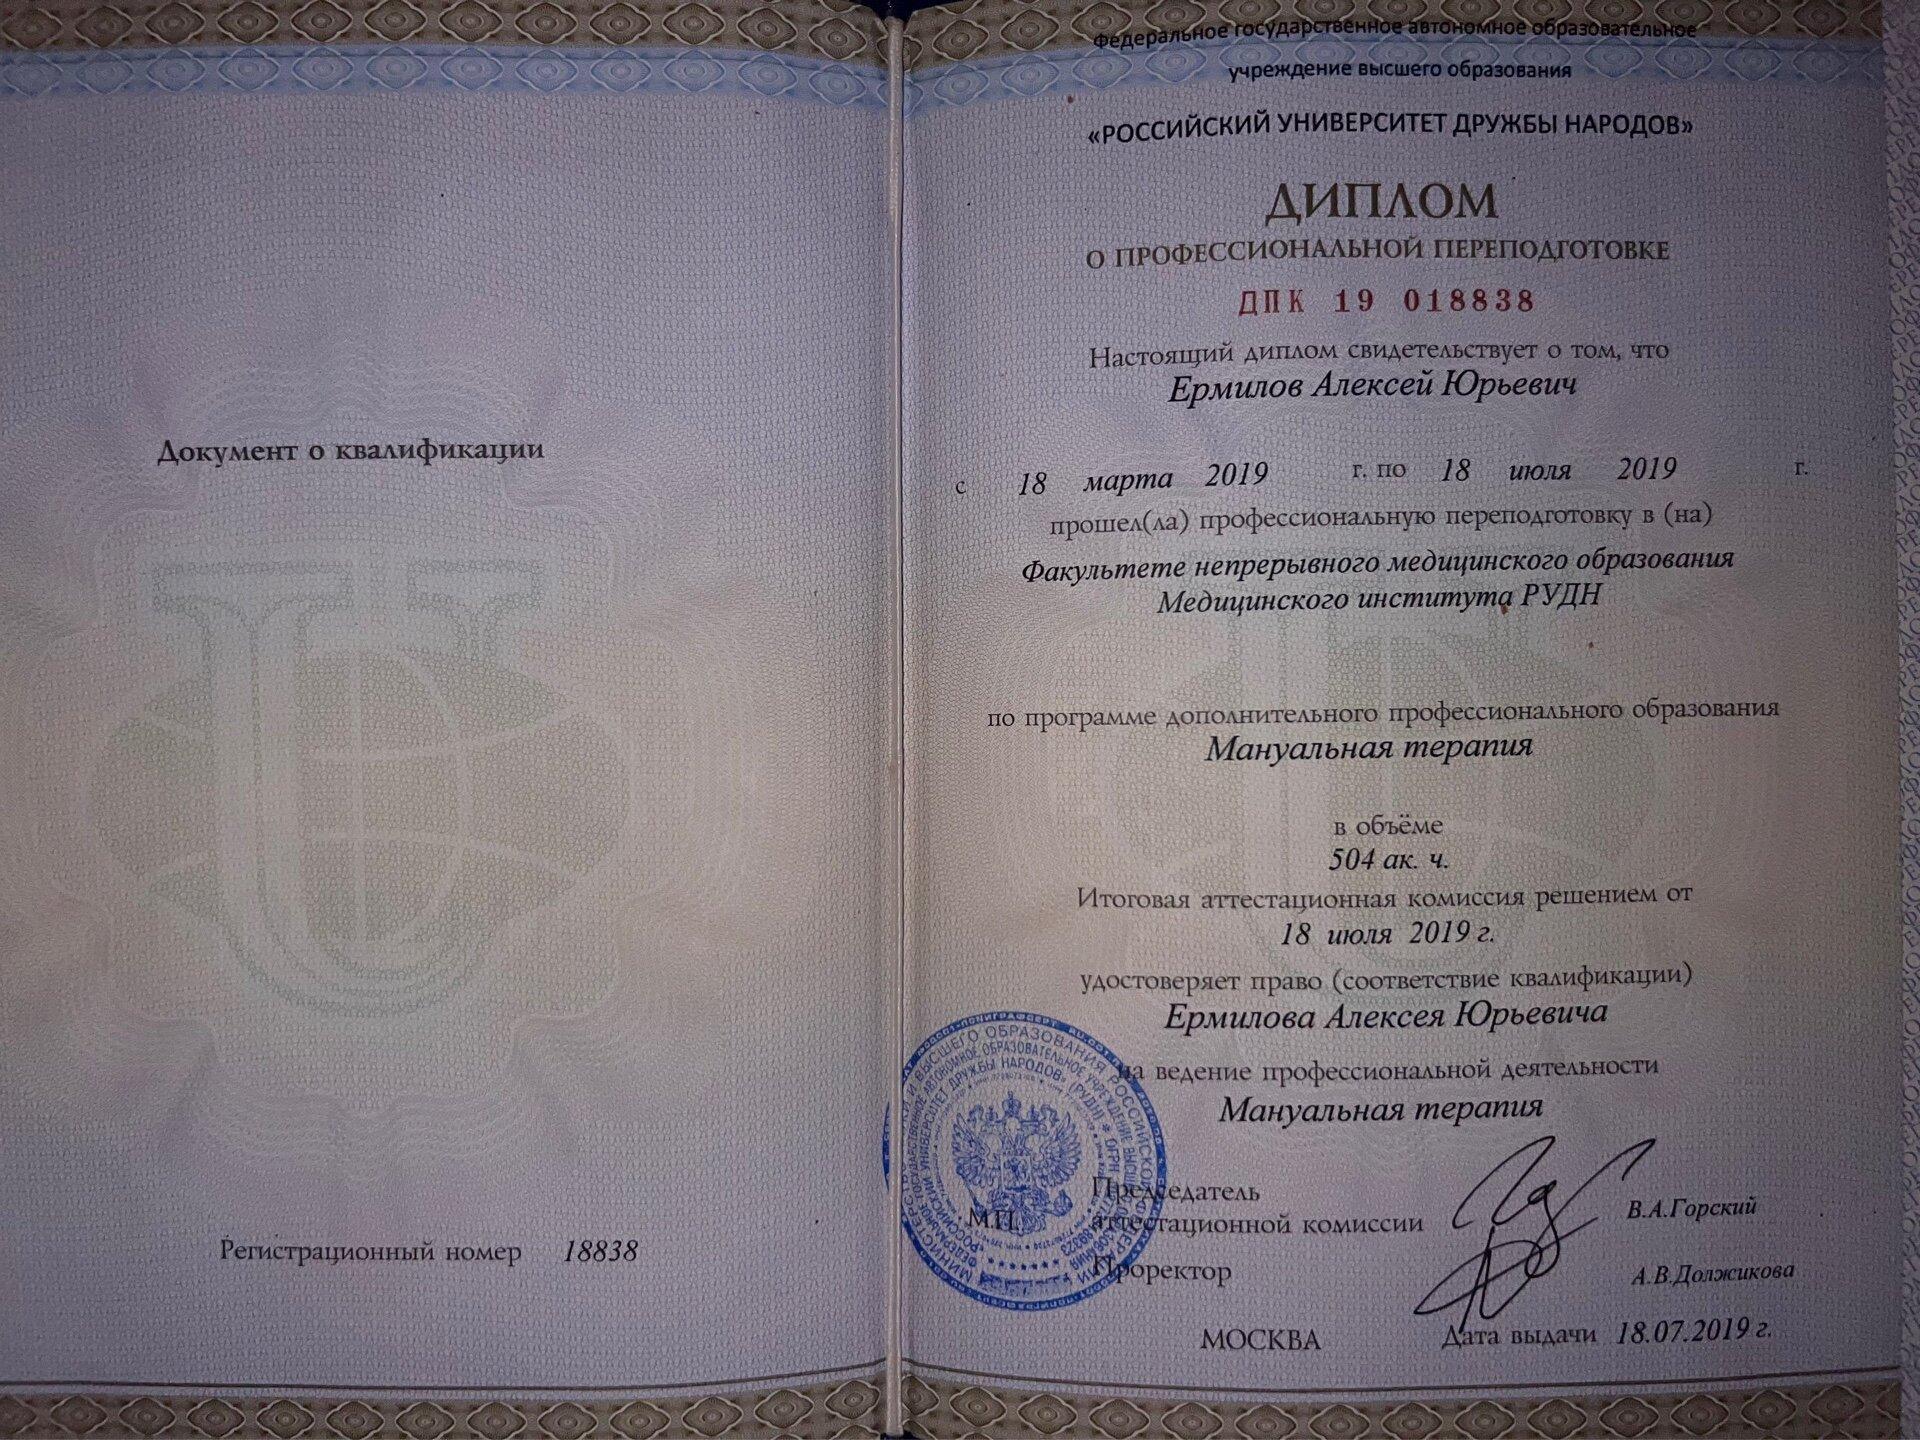 Документ о квалификации
Регистрационный номер 18838
Федеральное государственное автономное образовательное
учреждение высшего образования
«РОССИЙСКИЙ УНИВЕРСИТЕТ ДРУЖБЫ НАРОДОВ»
ДИПЛОМ
О ПРОФЕССИОНАЛЬНОЙ ПЕРЕПОДГОТОВКЕ
ДПК 19 018838
Настоящий диплом свидетельствует о том, что
Ермилов Алексей Юрьевич
с 18 марта 2019 г. по 18 июля 2019 г.
прошел(ла) профессиональную переподготовку в (на)
Факультете непрерывного медицинского образования
Медицинского института РУДН
по программе дополнительного профессионального образования
Мануальная терапия
в объёме
504 ак. ч.
Итоговая аттестационная комиссия решением от
18 июля 2019 г.
удостоверяет право (соответствие квалификации)
Ермилова Алексея Юрьевича
на ведение профессиональной деятельности
Мануальная терапия
Председатель
М.П. аттестационной комиссии В.А.Горский
Проректор А.В.Должикова
МОСКВА Дата выдачи 18.07.2019 г.